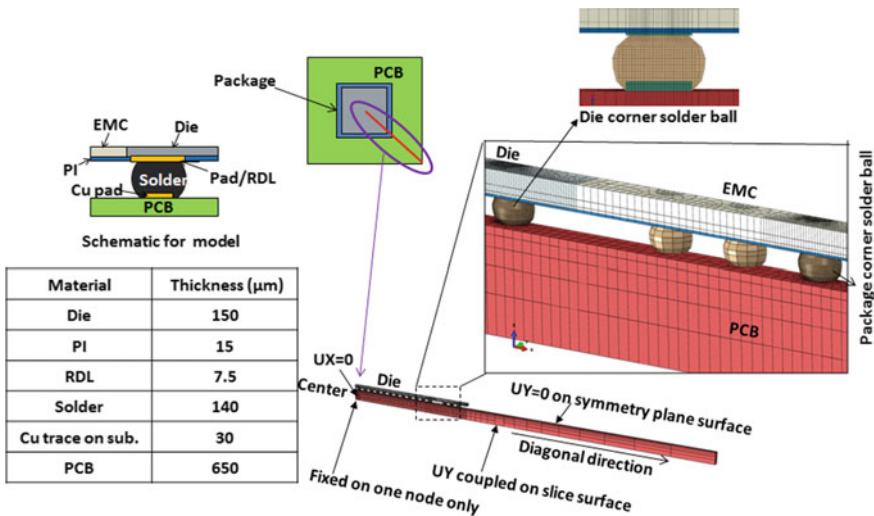 Package
PCB
EMC
Die
PI
Solder
Pad/RDL
Cu pad
PCB
Schematic for model
Die corner solder ball
Die
EMC
PCB
Package corner solder ball
Material Thickness (μm)
Die 150
PI 15
RDL 7.5
Solder 140
Cu trace on sub. 30
PCB 650
UX=0
Center
Die
UY=0 on symmetry plane surface
Diagonal direction
UY coupled on slice surface
Fixed on one node only